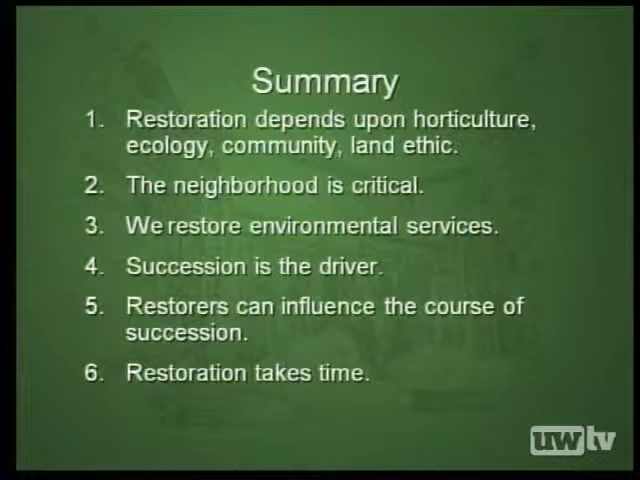 Summary
1. Restoration depends upon horticulture,
ecology, community, land ethic.
2. The neighborhood is critical.
3. We restore environmental services.
4. Succession is the driver.
5. Restorers can influence the course of
succession.
6. Restoration takes time.
uwtv